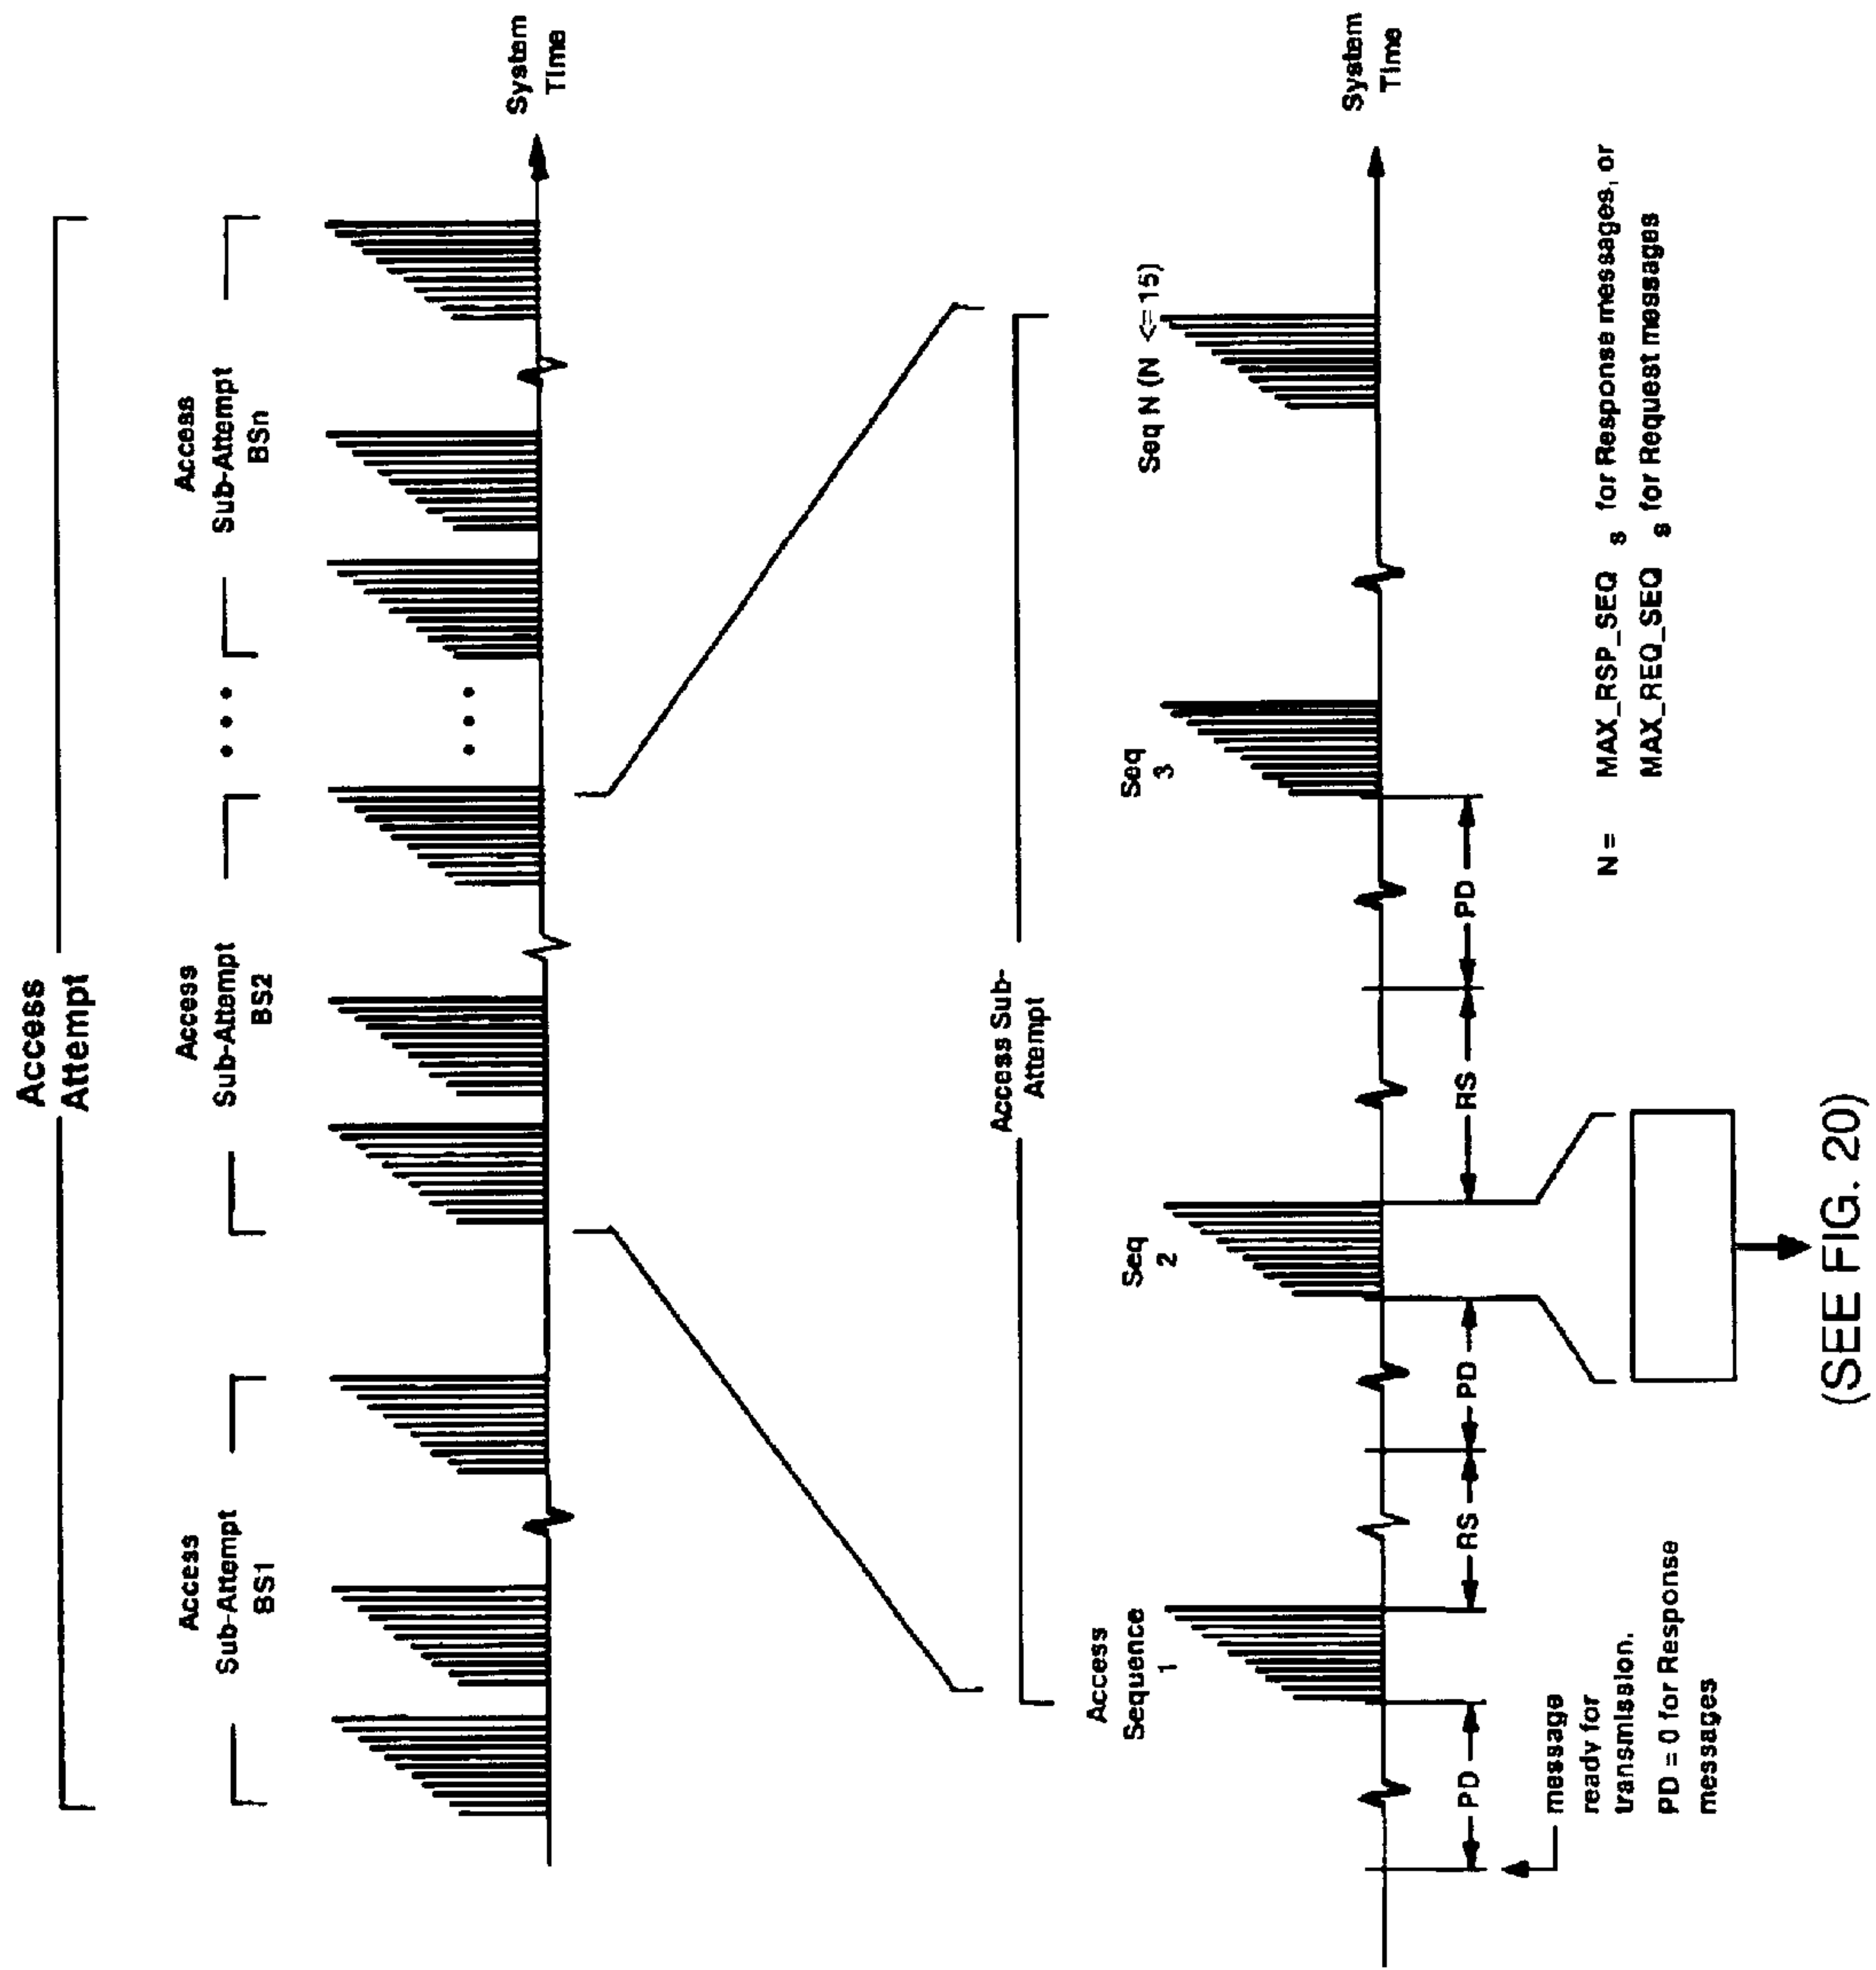 Access
Attempt
Access
Sub-Attempt
BS1
Access
Sub-Attempt
BS2
Access
Sub-Attempt
BSn
System
Time
Access Sub-
Attempt
Access
Sequence
1
Seq
2
Seq
3
Seq N (N <=15)
System
Time
PD
RS
PD
RS
PD
message
ready for
transmission.
PD = 0 for Response
messages
N = MAX_RSP_SEQ s for Response messages, or
MAX_REQ_SEQ s for Request messages
(SEE FIG. 20)